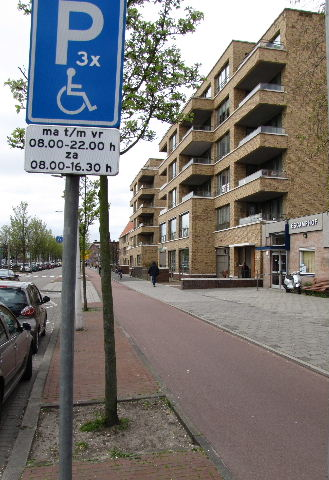 P
3x
ma t/m vr
08.00-22.00 h
za
08.00-16.30 h